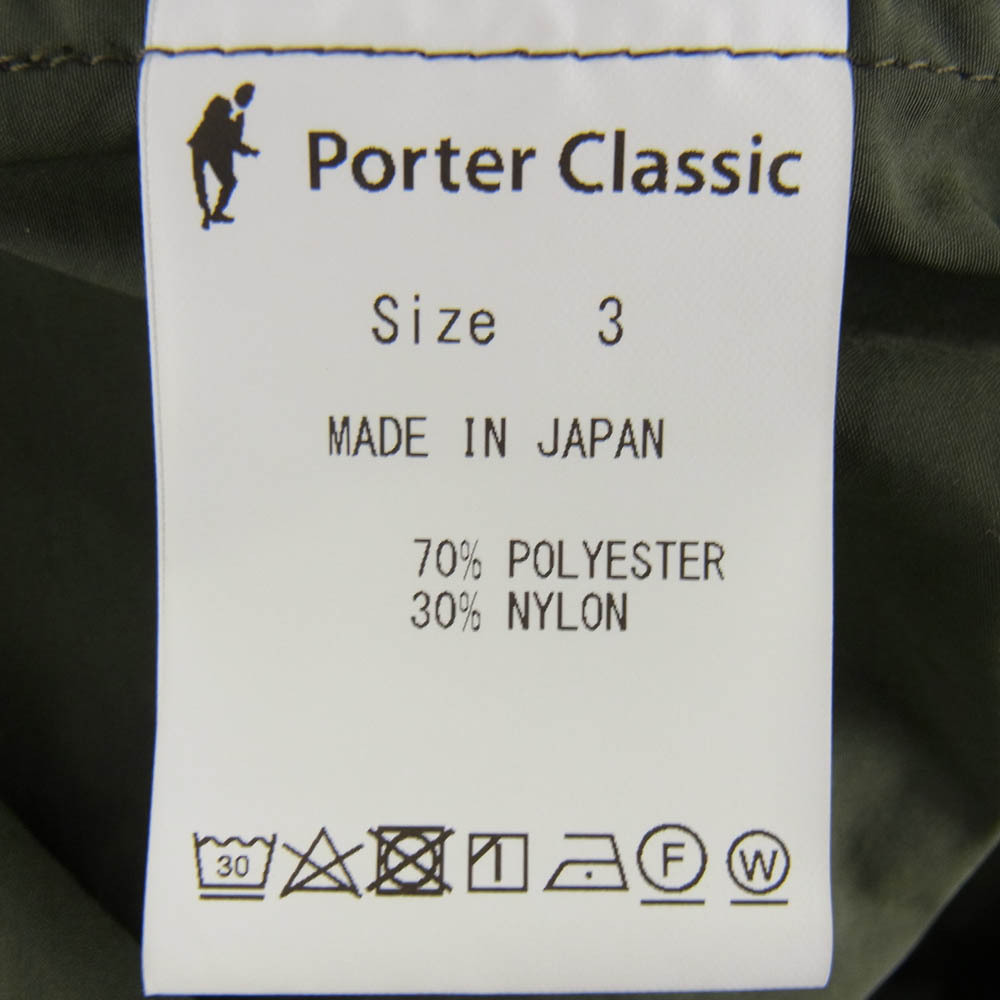 Porter Classic
Size 3
MADE IN JAPAN
70% POLYESTER
30% NYLON
30 F W